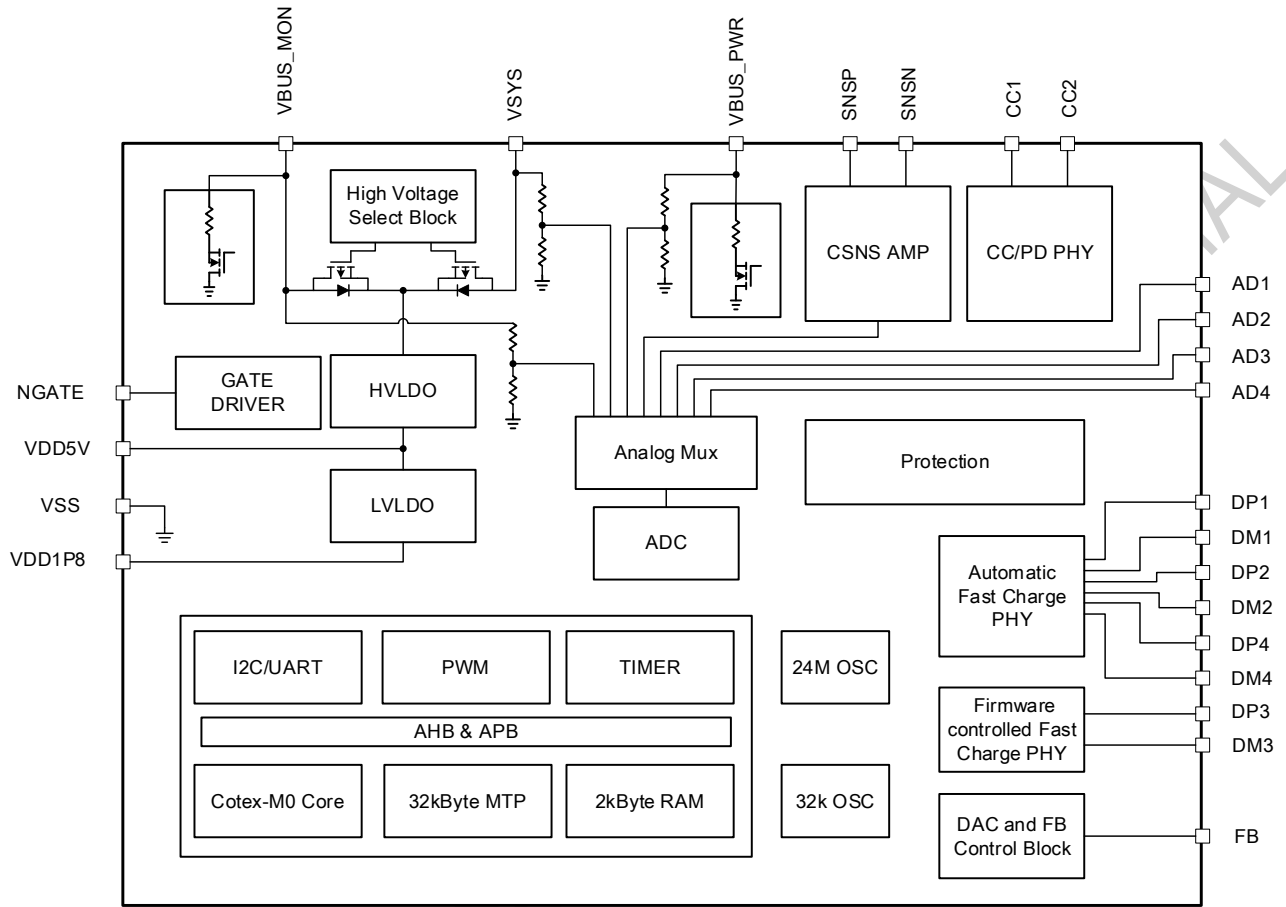 VBUS_MON
VSYS
VBUS_PWR
SNSP
SNSN
CC1
CC2
High Voltage
Select Block
CSNS AMP
CC/PD PHY
AD1
AD2
AD3
AD4
NGATE
GATE
DRIVER
HVLDO
VDD5V
Analog Mux
Protection
VSS
LVLDO
ADC
VDD1P8
DP1
DM1
DP2
DM2
DP4
DM4
Automatic
Fast Charge
PHY
I2C/UART
PWM
TIMER
24M OSC
Firmware
controlled Fast
Charge PHY
DP3
DM3
AHB & APB
Cotex-M0 Core
32kByte MTP
2kByte RAM
32k OSC
DAC and FB
Control Block
FB